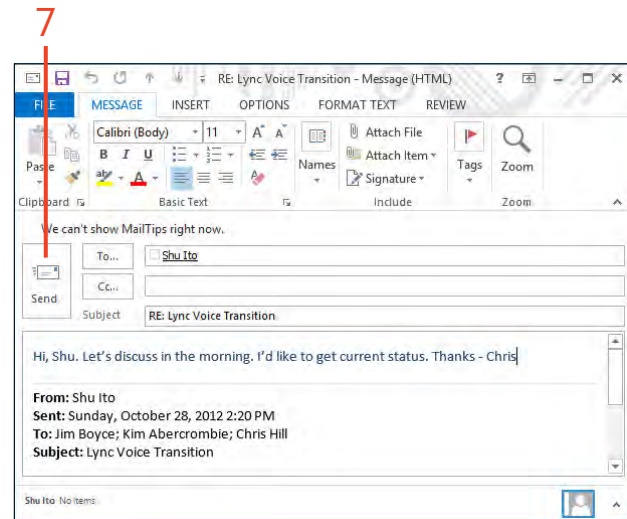 7
RE: Lync Voice Transition - Message (HTML)
?
FILE MESSAGE INSERT OPTIONS FORMAT TEXT REVIEW
Calibri (Body) 11 A A
Attach File
B I U
Names
Attach Item
Tags
Zoom
Paste
aby A
Signature
Clipboard
Basic Text
Include
Zoom
We can't show MailTips right now.
To...
Shu Ito
Cc...
Send
Subject
RE: Lync Voice Transition
Hi, Shu. Let's discuss in the morning. I'd like to get current status. Thanks - Chris
From: Shu Ito
Sent: Sunday, October 28, 2012 2:20 PM
To: Jim Boyce; Kim Abercrombie; Chris Hill
Subject: Lync Voice Transition
Shu Ito No Items